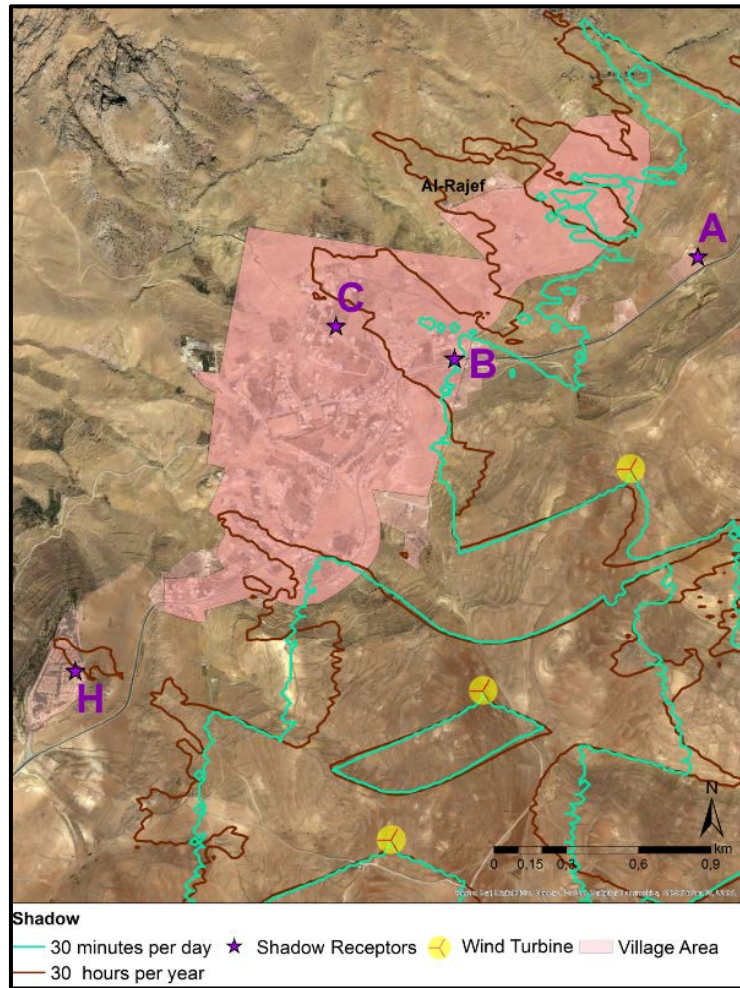 Al-Rajef
A
C
B
H
N
km
0 0,15 0,3 0,6 0,9
Shadow
30 minutes per day Shadow Receptors Wind Turbine Village Area
30 hours per year